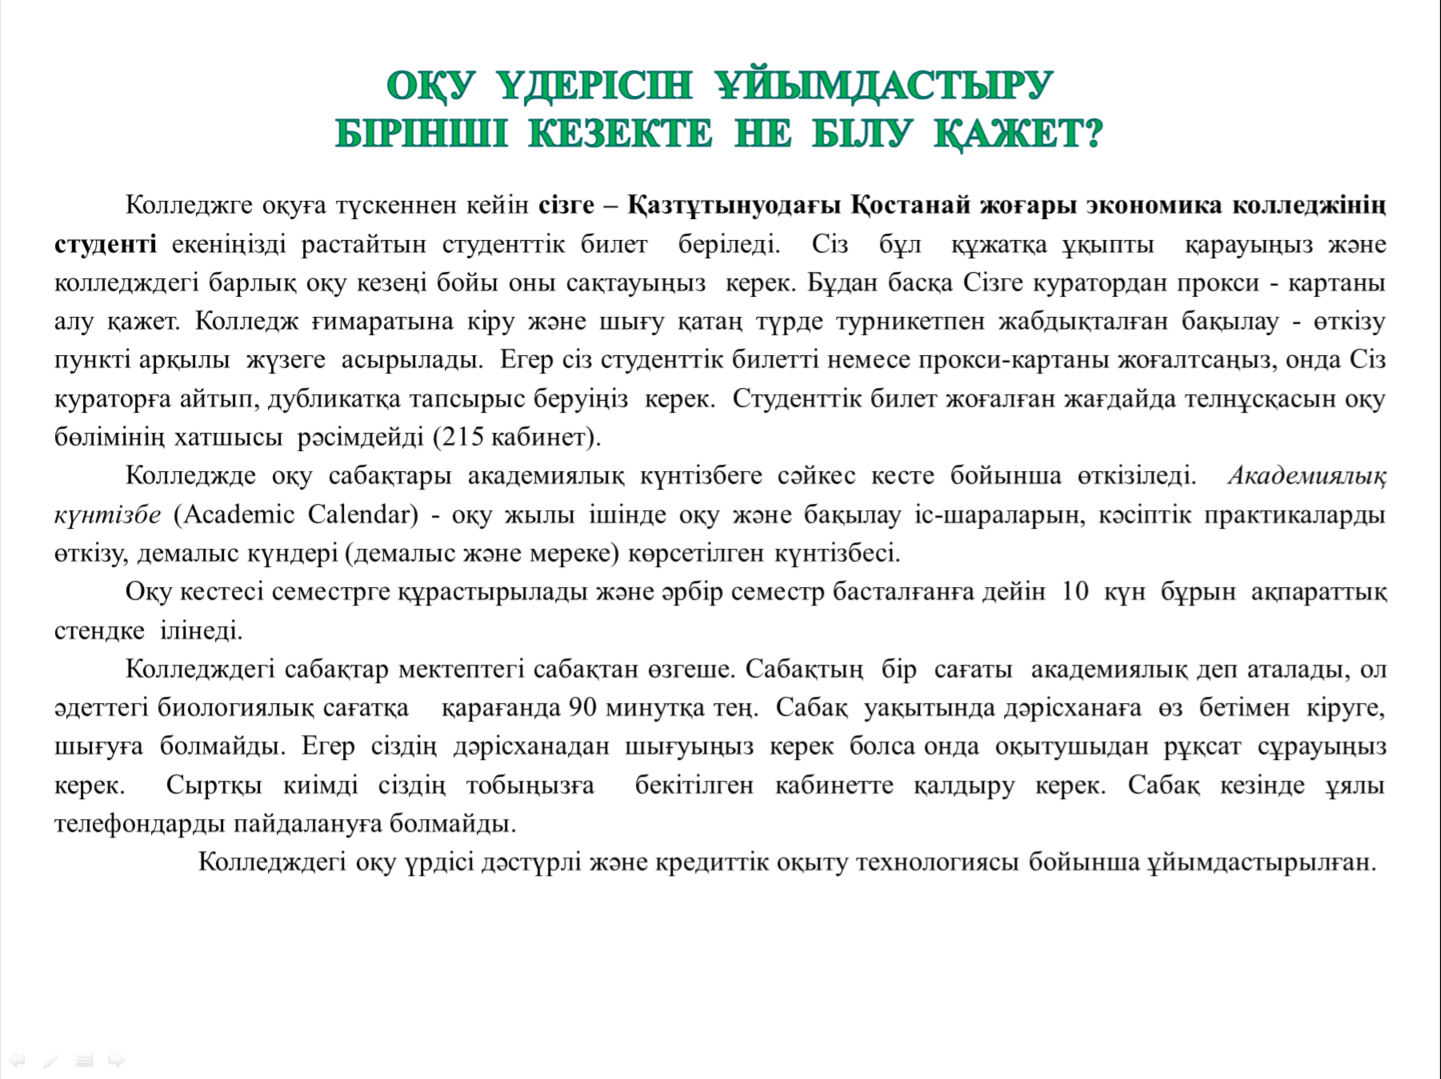 ОҚУ ҮДЕРІСІН ҰЙЫМДАСТЫРУ
БІРІНШІ КЕЗЕКТЕ НЕ БІЛУ ҚАЖЕТ?
Колледжге оқуға түскеннен кейін сізге – Қазтұтынуодағы Қостанай жоғары экономика колледжінің
студенті екеніңізді растайтын студенттік билет беріледі. Сіз бұл құжатқа ұқыпты қарауыңыз және
колледждегі барлық оқу кезеңі бойы оны сақтауыңыз керек. Бұдан басқа Сізге куратордан прокси - картаны
алу қажет. Колледж ғимаратына кіру және шығу қатаң түрде турникетпен жабдықталған бақылау - өткізу
пункті арқылы жүзеге асырылады. Егер сіз студенттік билетті немесе прокси-картаны жоғалтсаңыз, онда Сіз
кураторға айтып, дубликатқа тапсырыс беруіңіз керек. Студенттік билет жоғалған жағдайда телнұсқасын оқу
бөлімінің хатшысы рәсімдейді (215 кабинет).
Колледжде оқу сабақтары академиялық күнтізбеге сәйкес кесте бойынша өткізіледі. Академиялық
күнтізбе (Academic Calendar) - оқу жылы ішінде оқу және бақылау іс-шараларын, кәсіптік практикаларды
өткізу, демалыс күндері (демалыс және мереке) көрсетілген күнтізбесі.
Оқу кестесі семестрге құрастырылады және әрбір семестр басталғанға дейін 10 күн бұрын ақпараттық
стендке ілінеді.
Колледждегі сабақтар мектептегі сабақтан өзгеше. Сабақтың бір сағаты академиялық деп аталады, ол
әдеттегі биологиялық сағатқа қарағанда 90 минутқа тең. Сабақ уақытында дәрісханаға өз бетімен кіруге,
шығуға болмайды. Егер сіздің дәрісханадан шығуыңыз керек болса онда оқытушыдан рұқсат сұрауыңыз
керек. Сыртқы киімді сіздің тобыңызға бекітілген кабинетте қалдыру керек. Сабақ кезінде ұялы
телефондарды пайдалануға болмайды.
Колледждегі оқу үрдісі дәстүрлі және кредиттік оқыту технологиясы бойынша ұйымдастырылған.